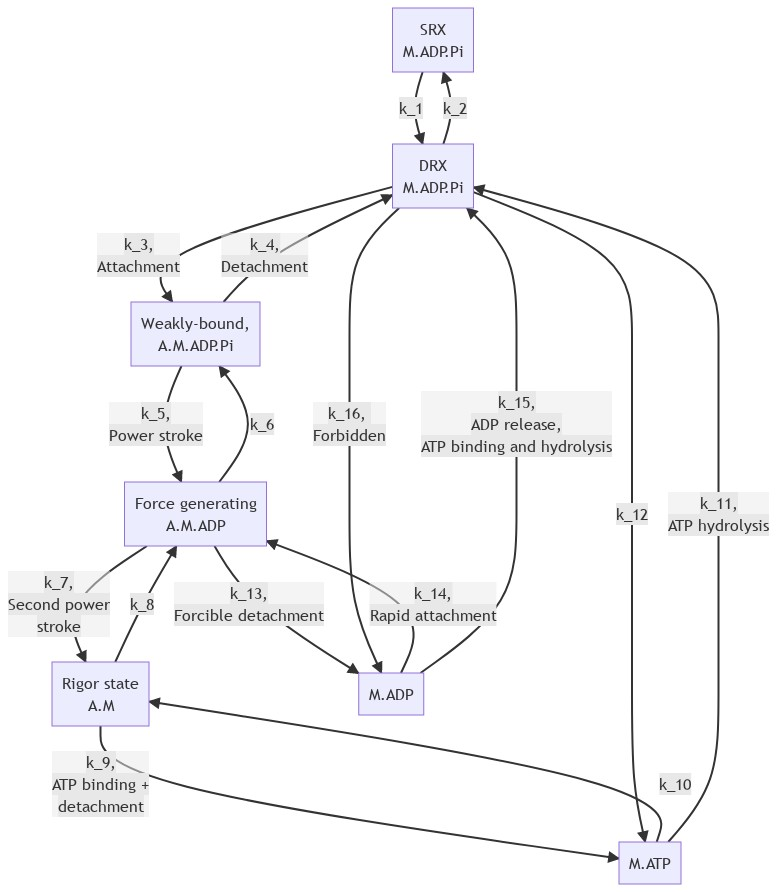 SRX
M.ADP.Pi
k_1
k_2
DRX
M.ADP.Pi
k_3,
Attachment
k_4,
Detachment
Weakly-bound,
A.M.ADP.Pi
k_5,
Power stroke
k_6
k_16,
Forbidden
k_15,
ADP release,
ATP binding and hydrolysis
k_12
k_11,
ATP hydrolysis
Force generating
A.M.ADP
k_7,
Second power
stroke
k_8
k_13,
Forcible detachment
k_14,
Rapid attachment
Rigor state
A.M
M.ADP
k_9,
ATP binding +
detachment
k_10
M.ATP